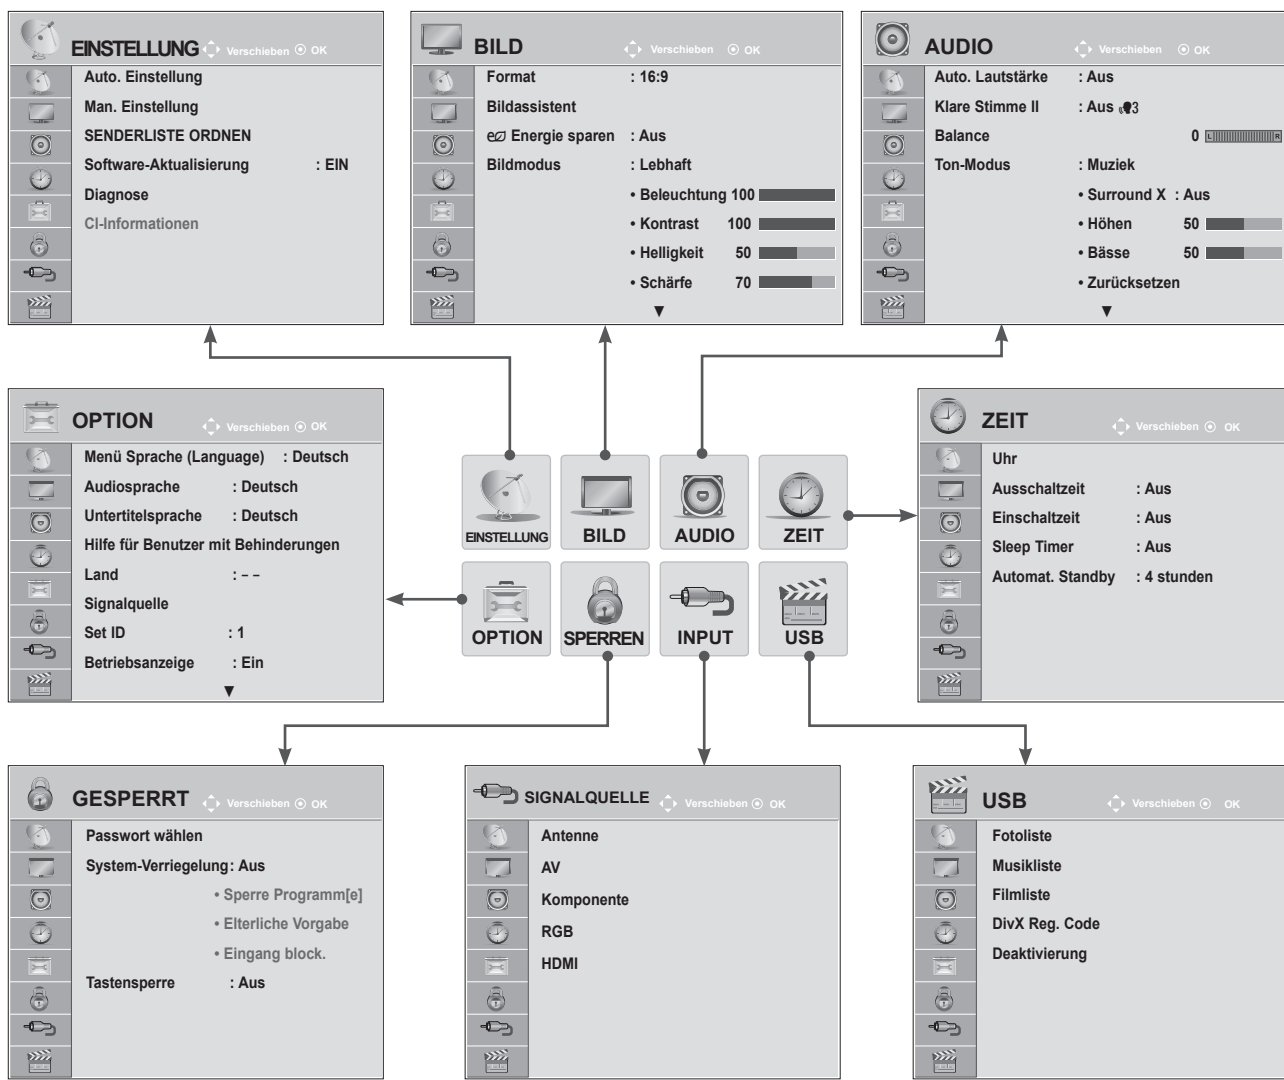 EINSTELLUNG Verschieben OK
Auto. Einstellung
Man. Einstellung
SENDERLISTE ORDNEN
Software-Aktualisierung : EIN
Diagnose
CI-Informationen
BILD Verschieben OK
Format : 16:9
Bildassistent
Energie sparen : Aus
Bildmodus : Lebhaft
• Beleuchtung 100
• Kontrast 100
• Helligkeit 50
• Schärfe 70
▼
AUDIO Verschieben OK
Auto. Lautstärke : Aus
Klare Stimme II : Aus 3
Balance 0 L R
Ton-Modus : Muziek
• Surround X : Aus
• Höhen 50
• Bässe 50
• Zurücksetzen
▼
OPTION Verschieben OK
Menü Sprache (Language) : Deutsch
Audiosprache : Deutsch
Untertitelsprache : Deutsch
Hilfe für Benutzer mit Behinderungen
Land : – –
Signalquelle
Set ID : 1
Betriebsanzeige : Ein
▼
EINSTELLUNG
BILD
AUDIO
ZEIT
OPTION
SPERREN
INPUT
USB
ZEIT Verschieben OK
Uhr
Ausschaltzeit : Aus
Einschaltzeit : Aus
Sleep Timer : Aus
Automat. Standby : 4 stunden
GESPERRT Verschieben OK
Passwort wählen
System-Verriegelung: Aus
• Sperre Programm[e]
• Elterliche Vorgabe
• Eingang block.
Tastensperre : Aus
SIGNALQUELLE Verschieben OK
Antenne
AV
Komponente
RGB
HDMI
USB Verschieben OK
Fotoliste
Musikliste
Filmliste
DivX Reg. Code
Deaktivierung